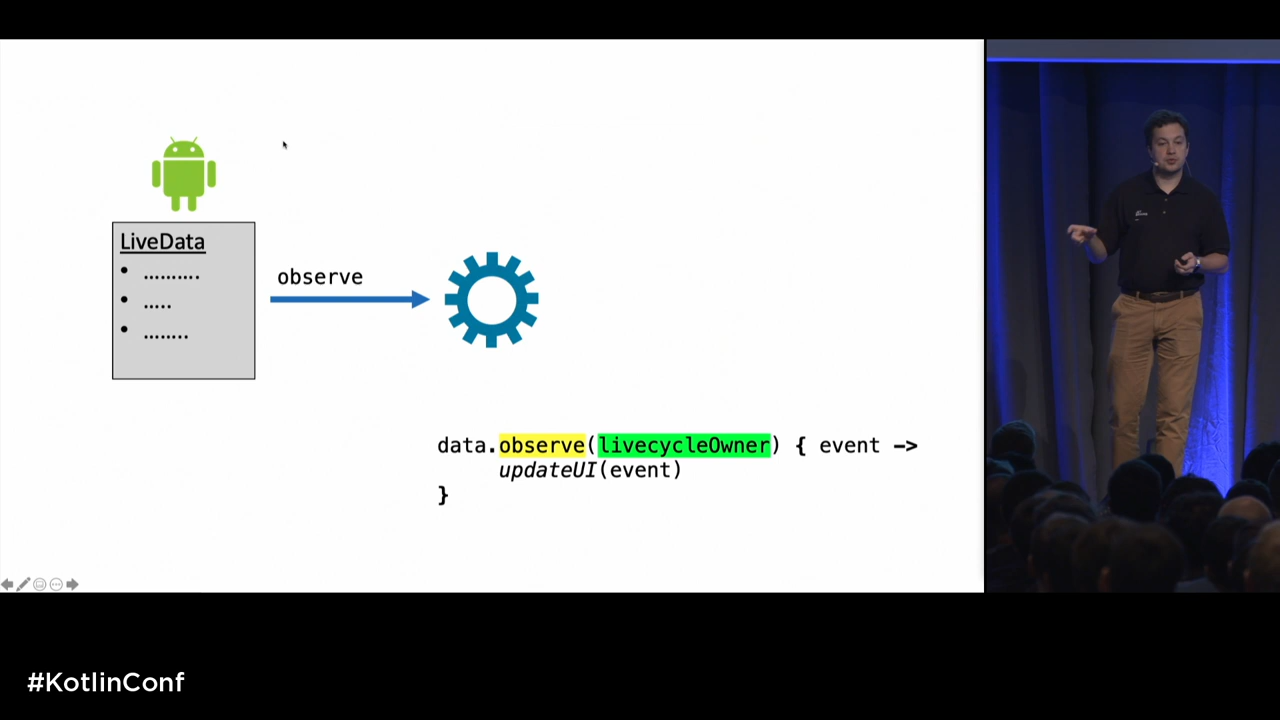 LiveData
• ..........
• .....
• ........
observe
data.observe(livecycleOwner) { event ->
updateUI(event)
}
#KotlinConf